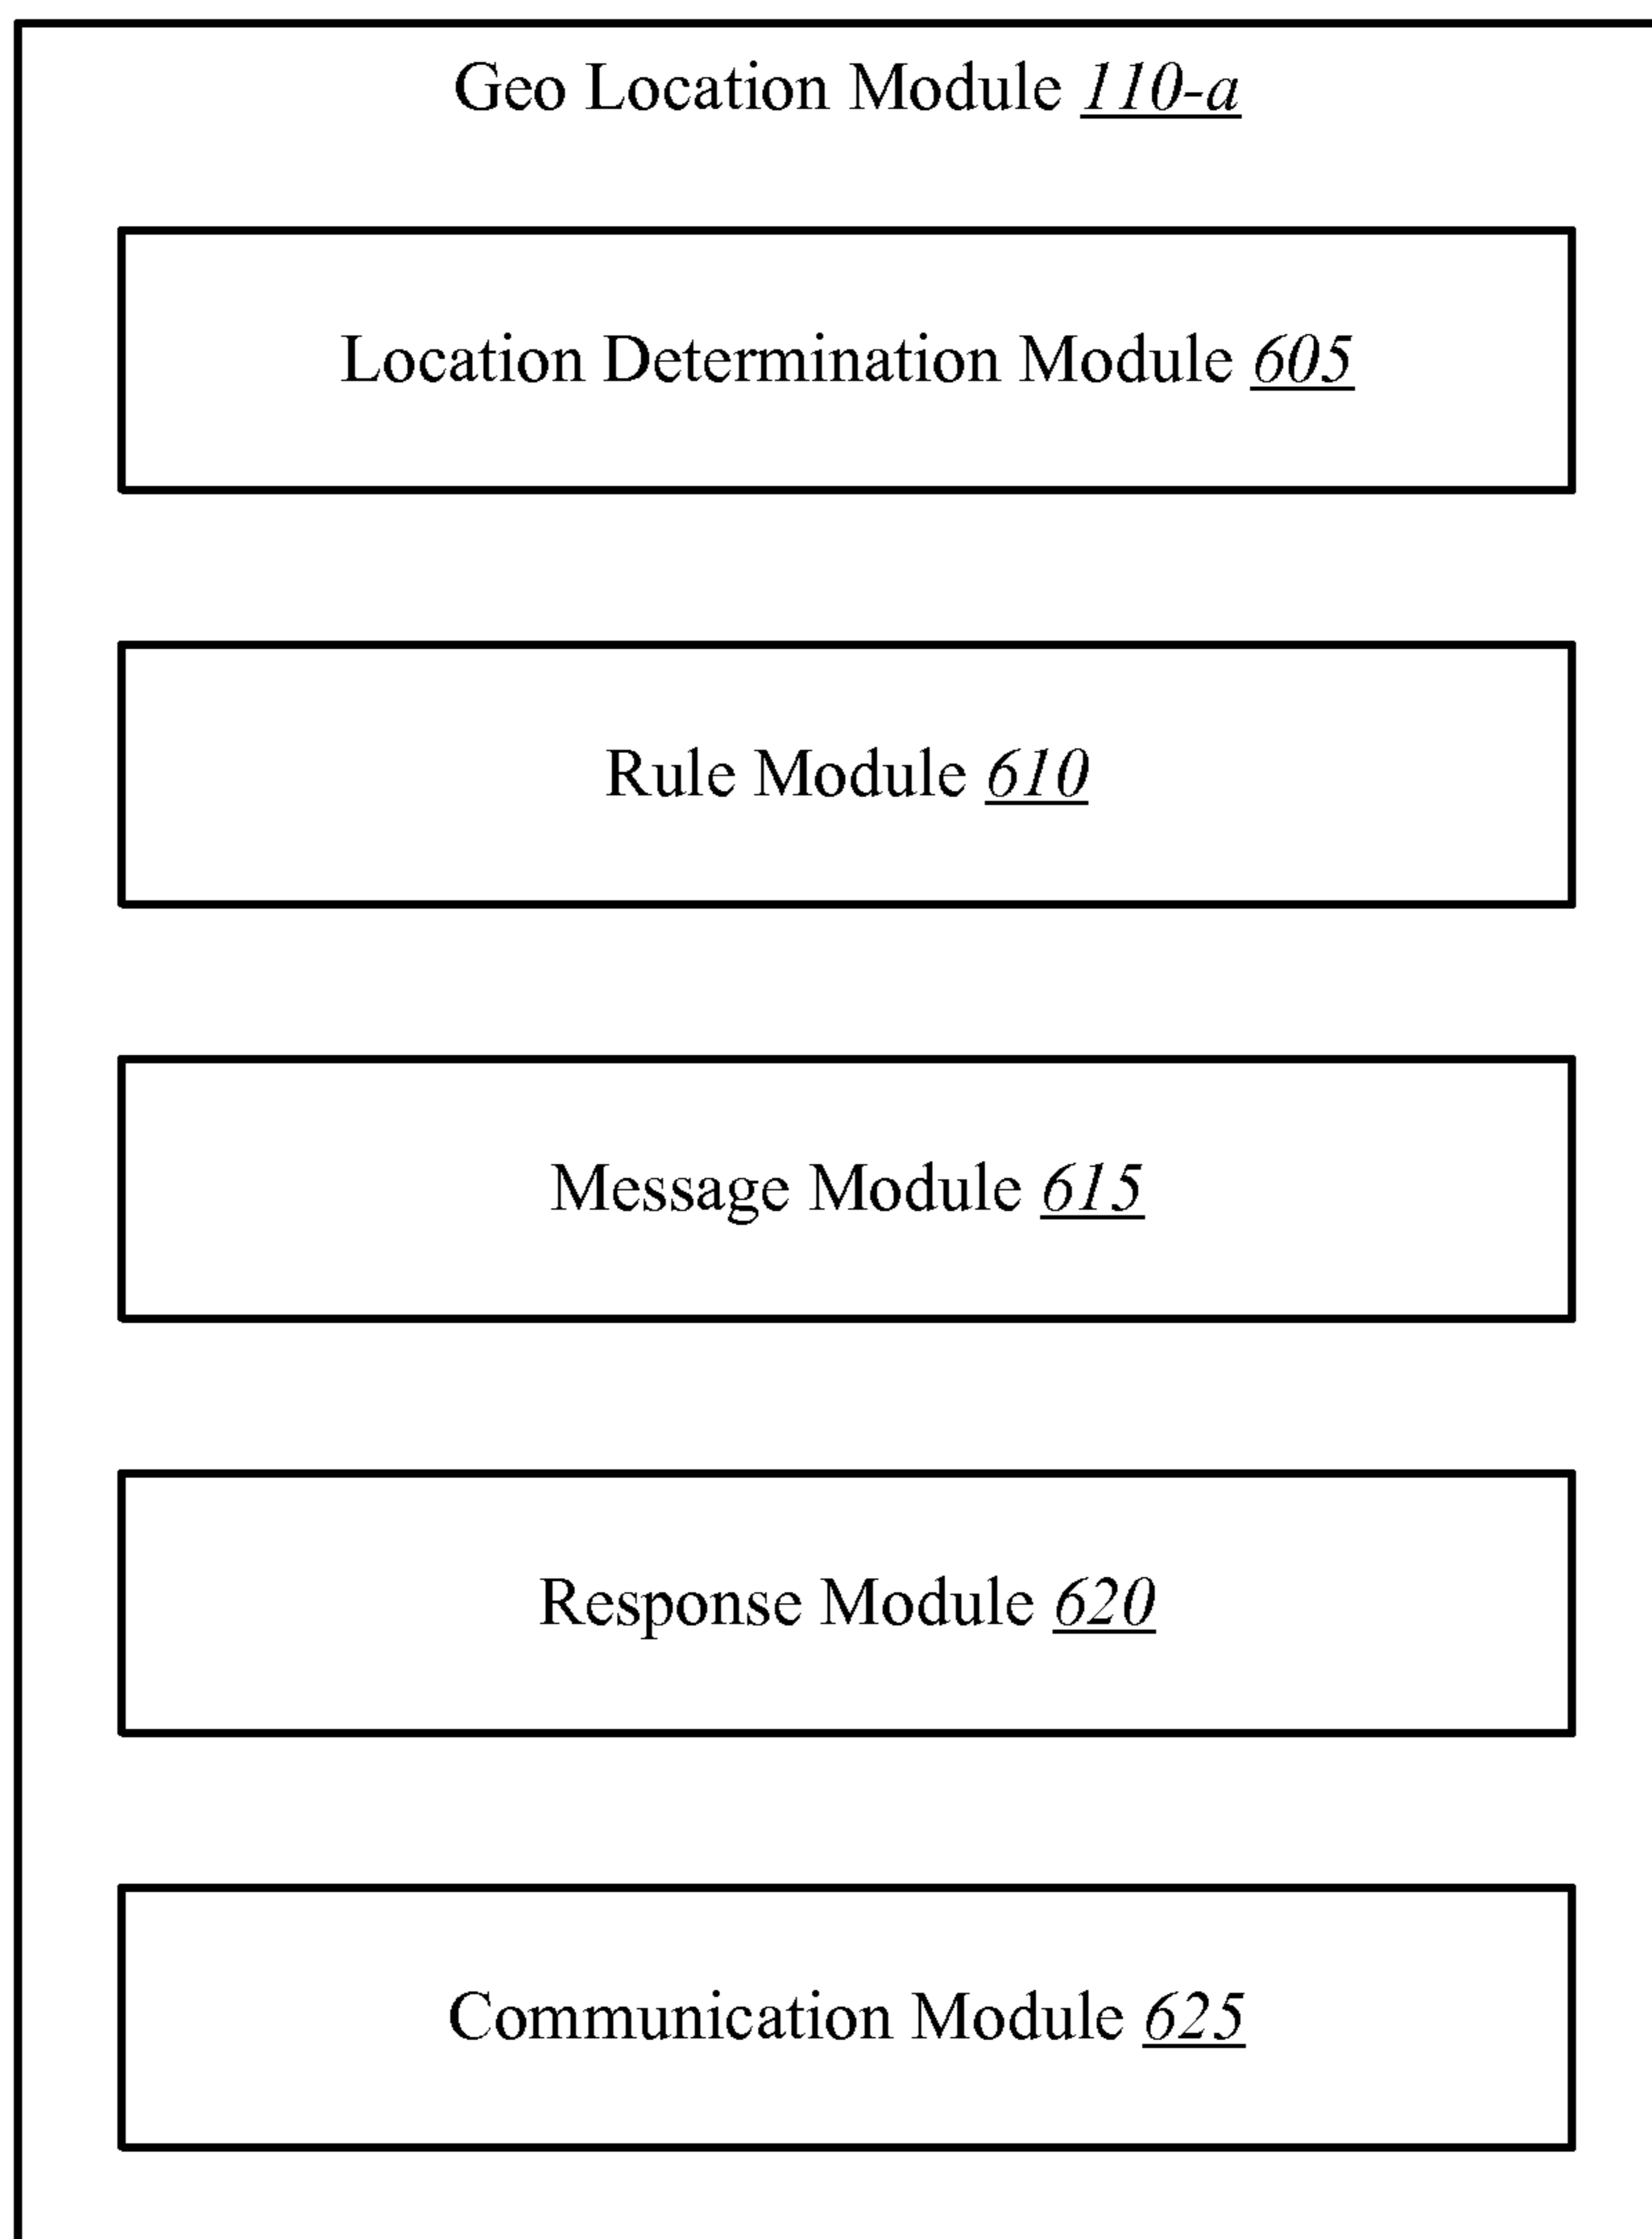 Geo Location Module 110-a
Location Determination Module 605
Rule Module 610
Message Module 615
Response Module 620
Communication Module 625